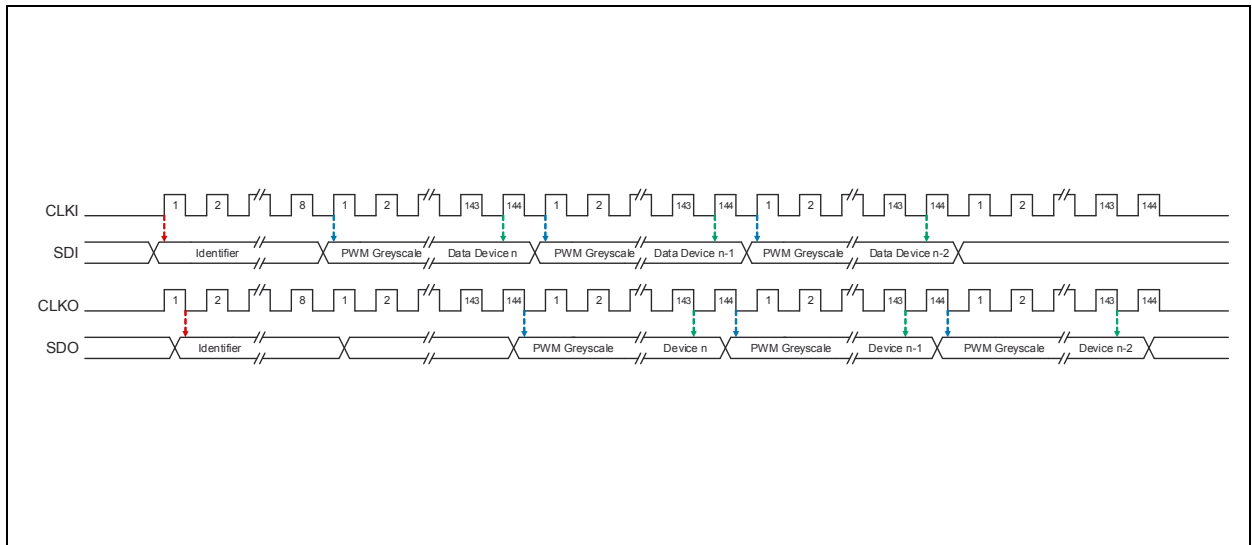 CLKI 1 2 8 1 2 143 144 1 2 143 144 1 2 143 144 1 2 143 144
SDI Identifier PWM Greyscale Data Device n PWM Greyscale Data Device n-1 PWM Greyscale Data Device n-2
CLKO 1 2 8 1 2 143 144 1 2 143 144 1 2 143 144 1 2 143 144
SDO Identifier PWM Greyscale Device n PWM Greyscale Device n-1 PWM Greyscale Device n-2